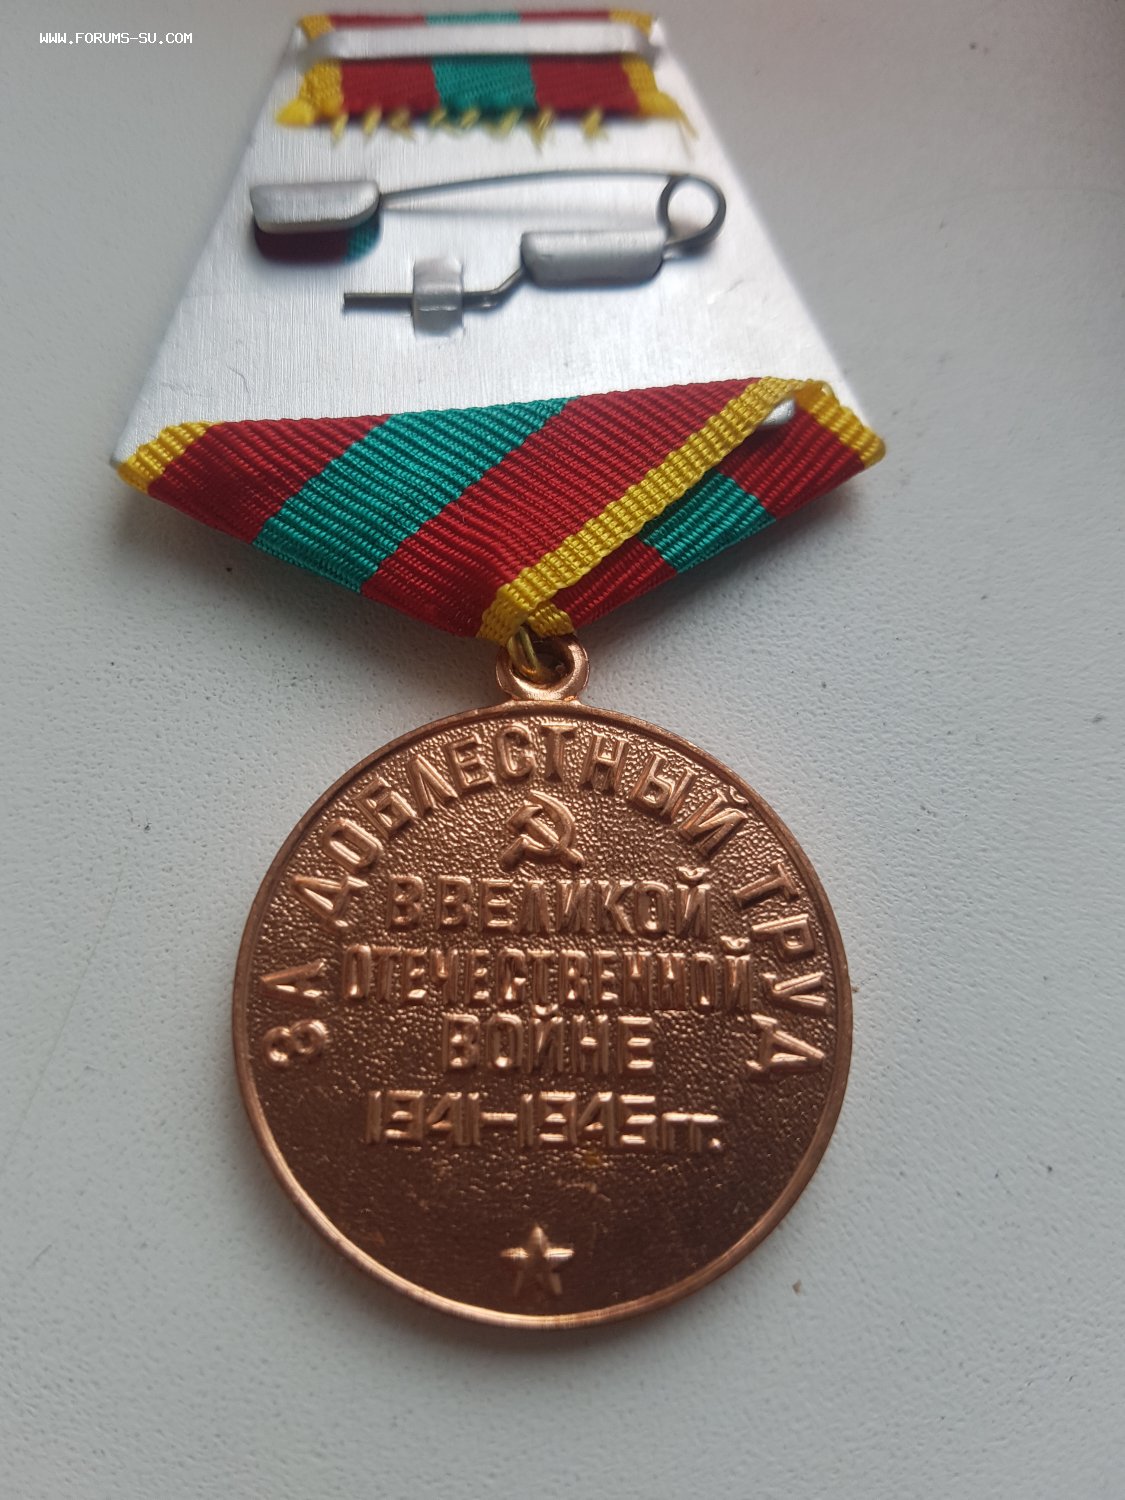 WWW.FORUMS-SU.COM
ЗА ДОБЛЕСТНЫЙ ТРУД
В ВЕЛИКОЙ
ОТЕЧЕСТВЕННОЙ
ВОЙНЕ
1941-1945 гг.